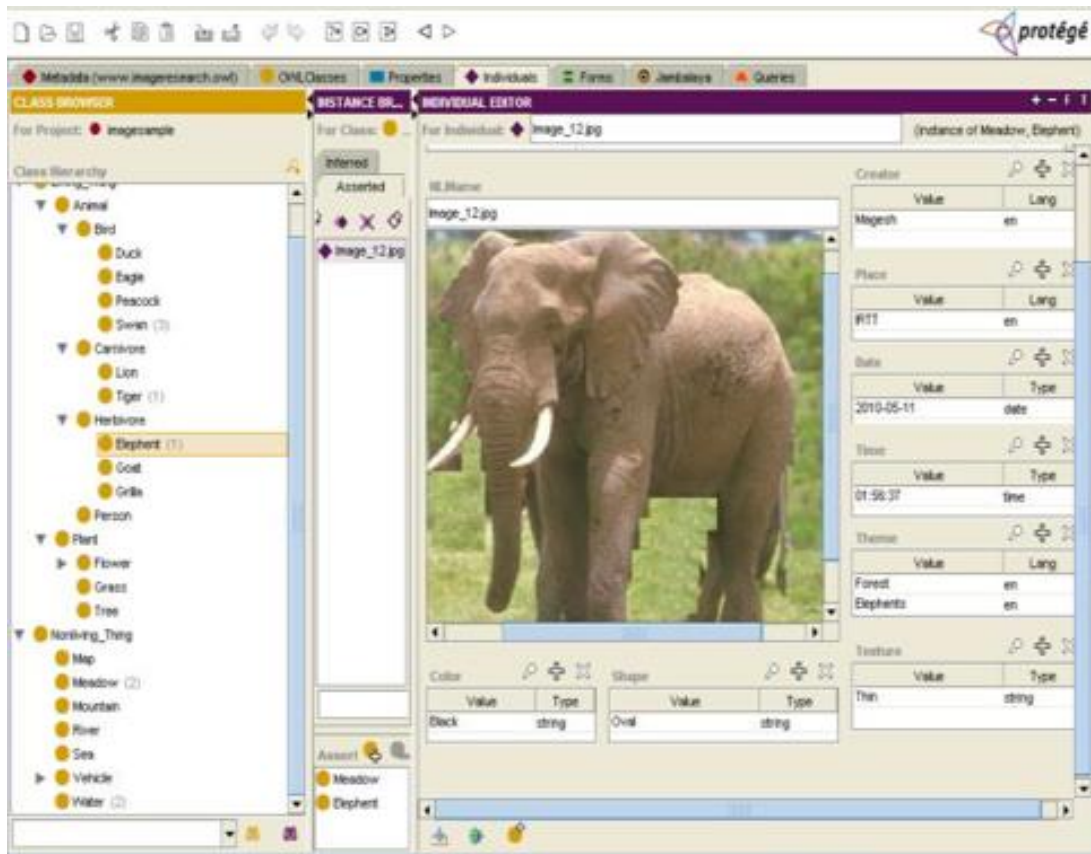 protégé
Metadata (www.imageresearch.owl) OWLClasses Properties Individuals Forms Jambalaya Queries
CLASS BROWSER
For Project: imagesample
Class Hierarchy
Living_Thing
Animal
Bird
Duck
Eagle
Peacock
Swan (3)
Carnivore
Lion
Tiger (1)
Herbivore
Elephent (1)
Goat
Grilla
Person
Plant
Flower
Grass
Tree
Nonliving_Thing
Map
Meadow (2)
Mountain
River
Sea
Vehicle
Water (2)
INSTANCE BR...
For Class: ...
Inferred
Asserted
Image_12.jpg
Assert
Meadow
Elephent
INDIVIDUAL EDITOR
For Individual: Image_12.jpg (instance of Meadow, Elephent)
Image_12.jpg
Color
Value Type
Black string
Shape
Value Type
Oval string
Creator
Value Lang
Magesh en
Place
Value Lang
IRTT en
Date
Value Type
2010-05-11 date
Time
Value Type
01:56:37 time
Theme
Value Lang
Forest en
Elephents en
Texture
Value Type
Thin string